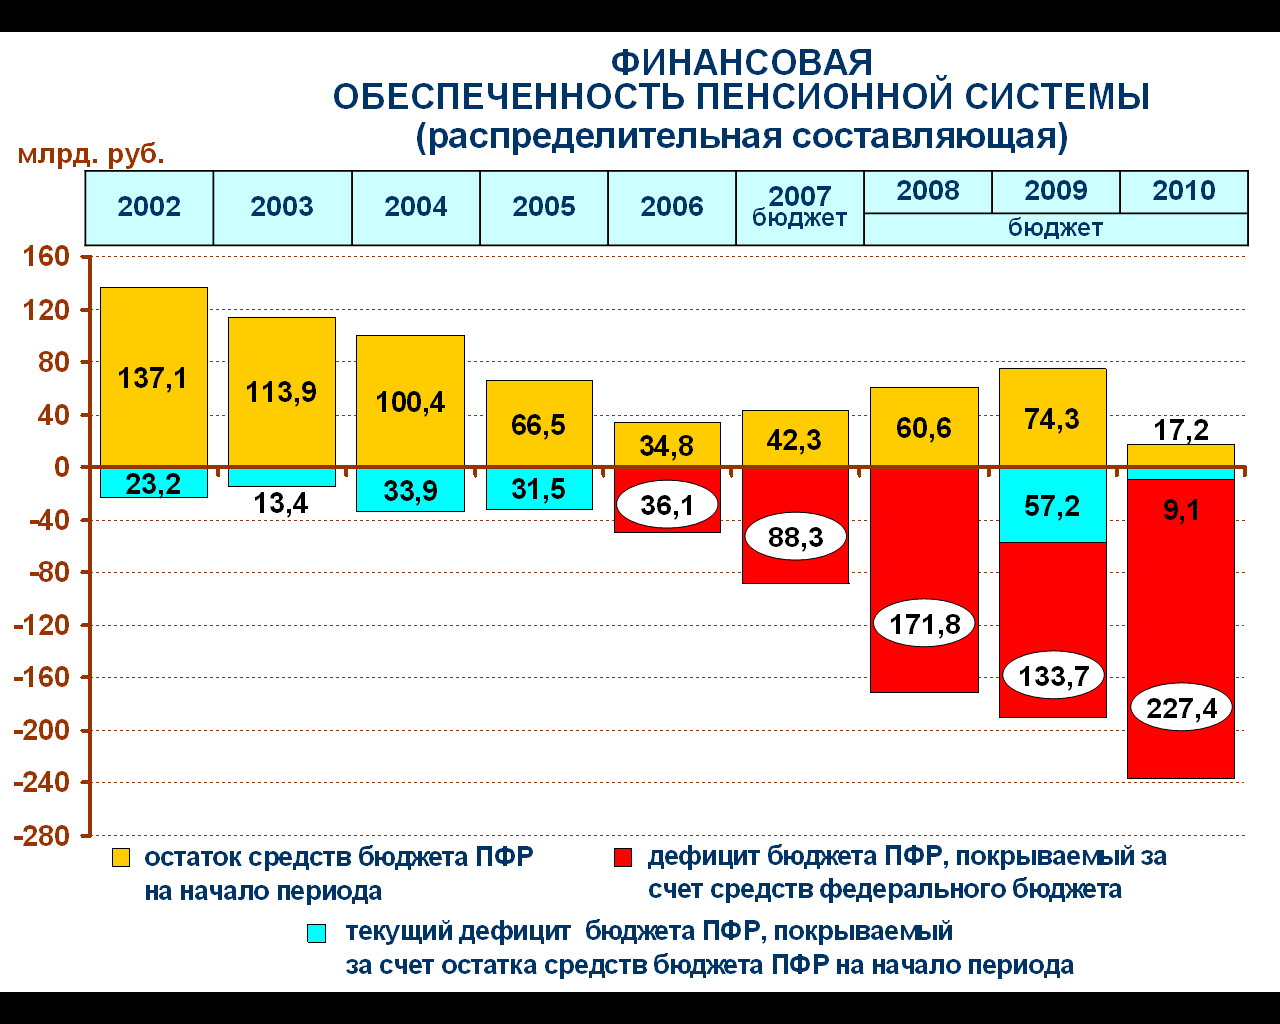 ФИНАНСОВАЯ
ОБЕСПЕЧЕННОСТЬ ПЕНСИОННОЙ СИСТЕМЫ
(распределительная составляющая)
млрд. руб.
2002 2003 2004 2005 2006 2007 2008 2009 2010
бюджет бюджет
160
120
80
40
0
-40
-80
-120
-160
-200
-240
-280
137,1 113,9 100,4 66,5 34,8 42,3 60,6 74,3 17,2
23,2 13,4 33,9 31,5 36,1 88,3 171,8 57,2 9,1
133,7 227,4
остаток средств бюджета ПФР
на начало периода
дефицит бюджета ПФР, покрываемый за
счет средств федерального бюджета
текущий дефицит бюджета ПФР, покрываемый
за счет остатка средств бюджета ПФР на начало периода